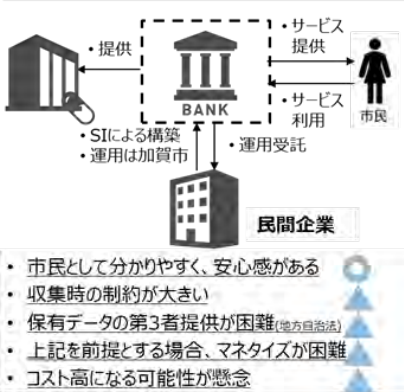 ・サービス
提供
・提供
BANK
・サービス
利用
市民
・SIによる構築
・運用は加賀市
・運用受託
民間企業
・市民として分かりやすく、安心感がある
・収集時の制約が大きい
・保有データの第3者提供が困難(地方自治法)
・上記を前提とする場合、マネタイズが困難
・コスト高になる可能性が懸念